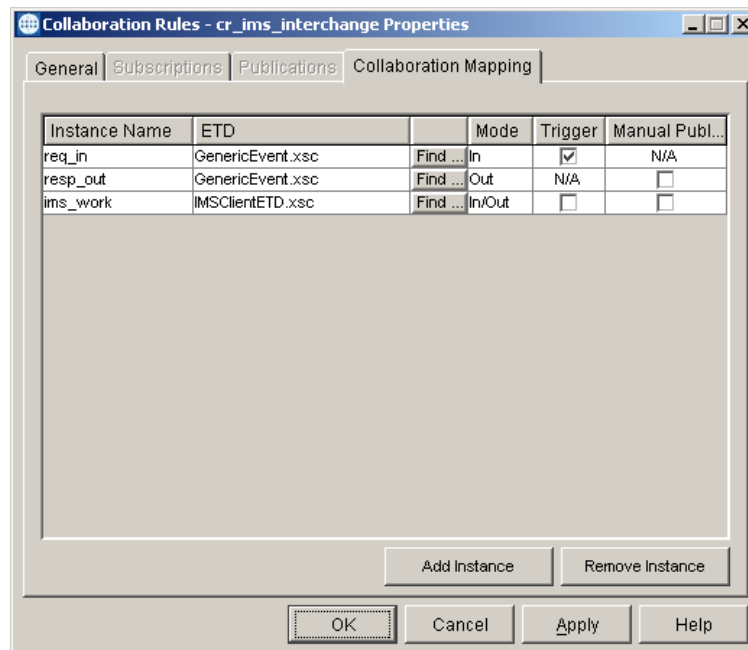 Collaboration Rules - cr_ims_interchange Properties
General Subscriptions Publications Collaboration Mapping
Instance Name ETD Mode Trigger Manual Publ...
req_in GenericEvent.xsc Find ... In N/A
resp_out GenericEvent.xsc Find ... Out N/A
ims_work IMSClientETD.xsc Find ... In/Out
Add Instance Remove Instance
OK Cancel Apply Help